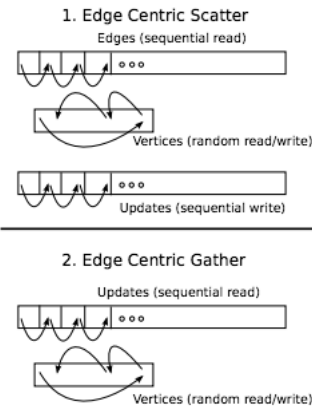 1. Edge Centric Scatter
Edges (sequential read)
Vertices (random read/write)
Updates (sequential write)
2. Edge Centric Gather
Updates (sequential read)
Vertices (random read/write)